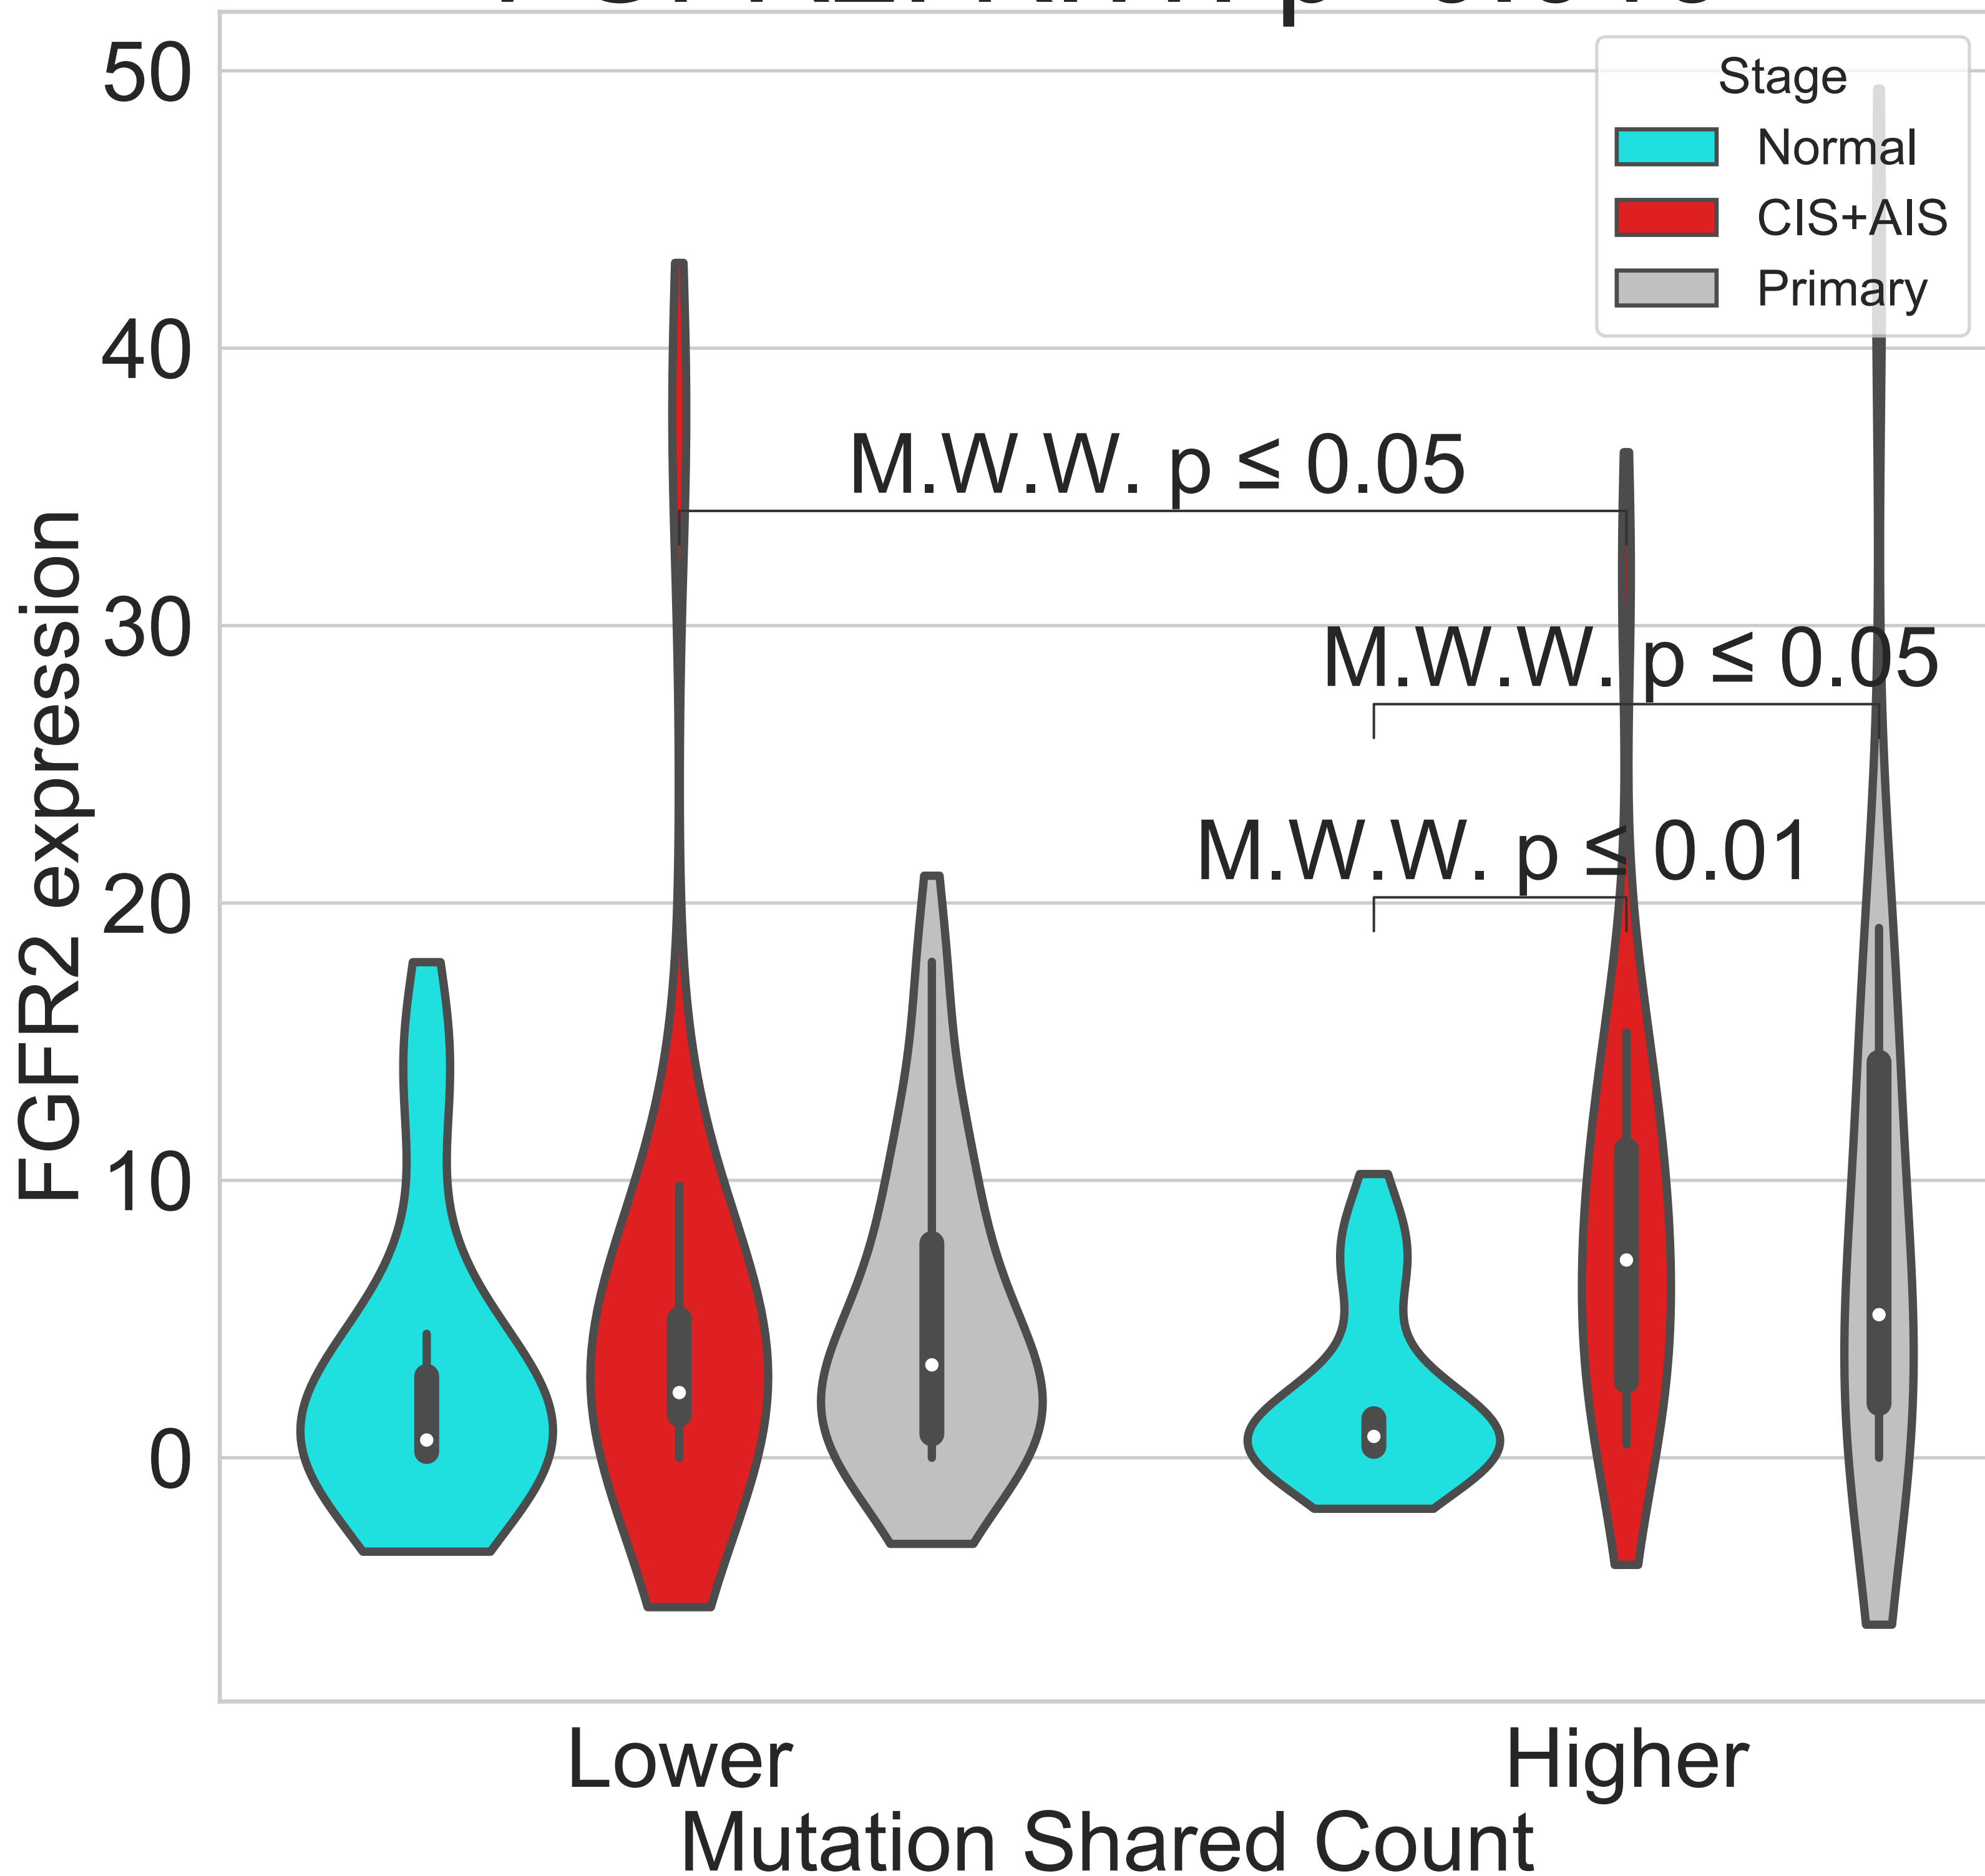 50
Stage
Normal
CIS+AIS
Primary
40
M.W.W. p ≤ 0.05
30
M.W.W. p ≤ 0.05
M.W.W. p ≤ 0.01
20
10
0
FGFR2 expression
Lower
Higher
Mutation Shared Count